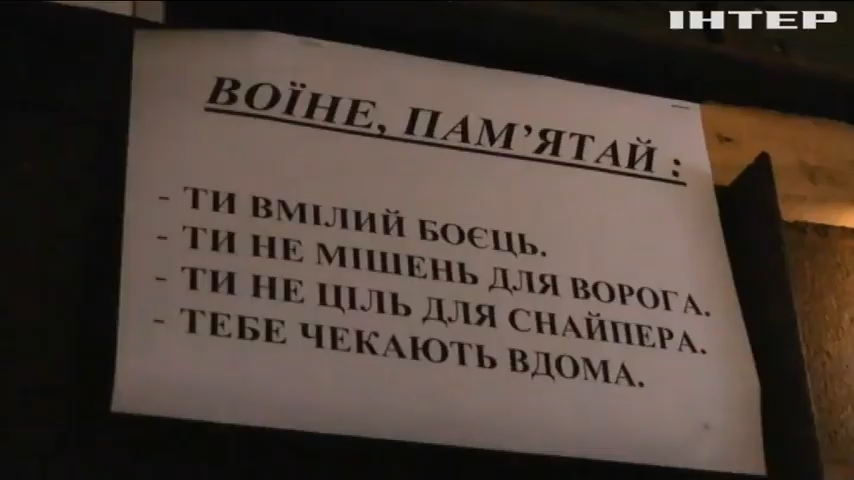 ІНТЕР
ВОЇНЕ, ПАМ’ЯТАЙ :
- ТИ ВМІЛИЙ БОЄЦЬ.
- ТИ НЕ МІШЕНЬ ДЛЯ ВОРОГА.
- ТИ НЕ ЦІЛЬ ДЛЯ СНАЙПЕРА.
- ТЕБЕ ЧЕКАЮТЬ ВДОМА.